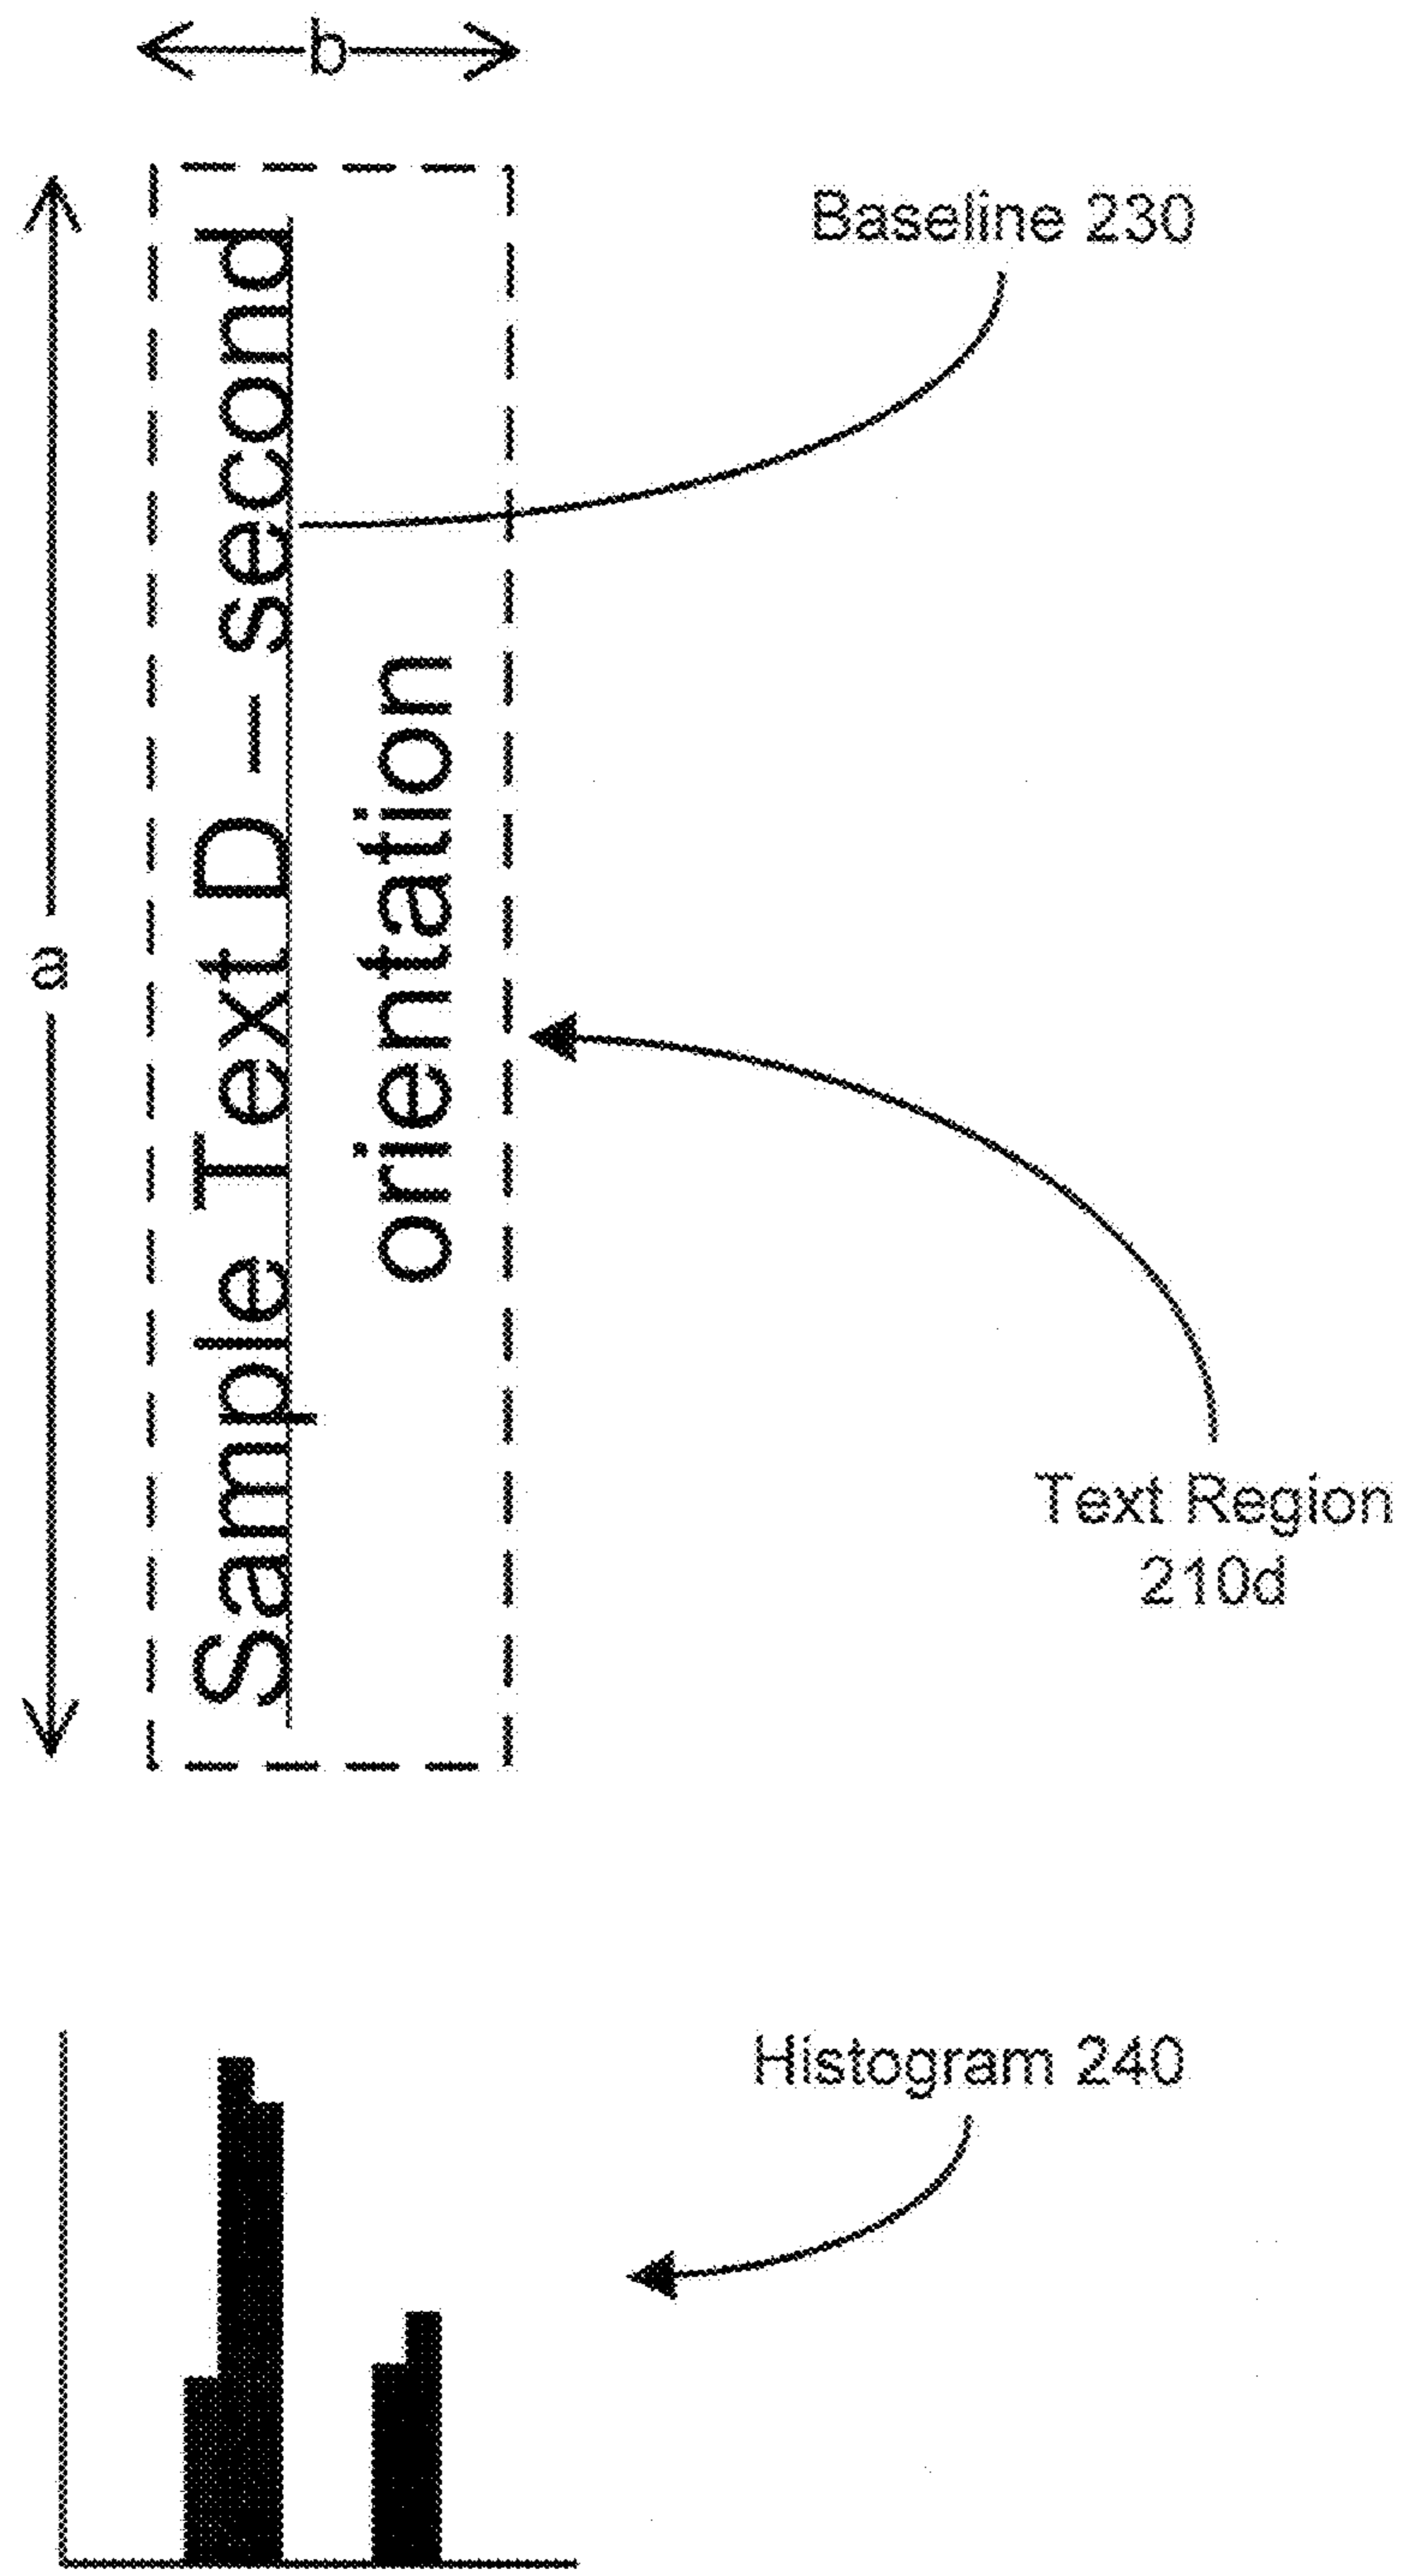 b
Baseline 230
a
Sample Text D – second
orientation
Text Region
210d
Histogram 240